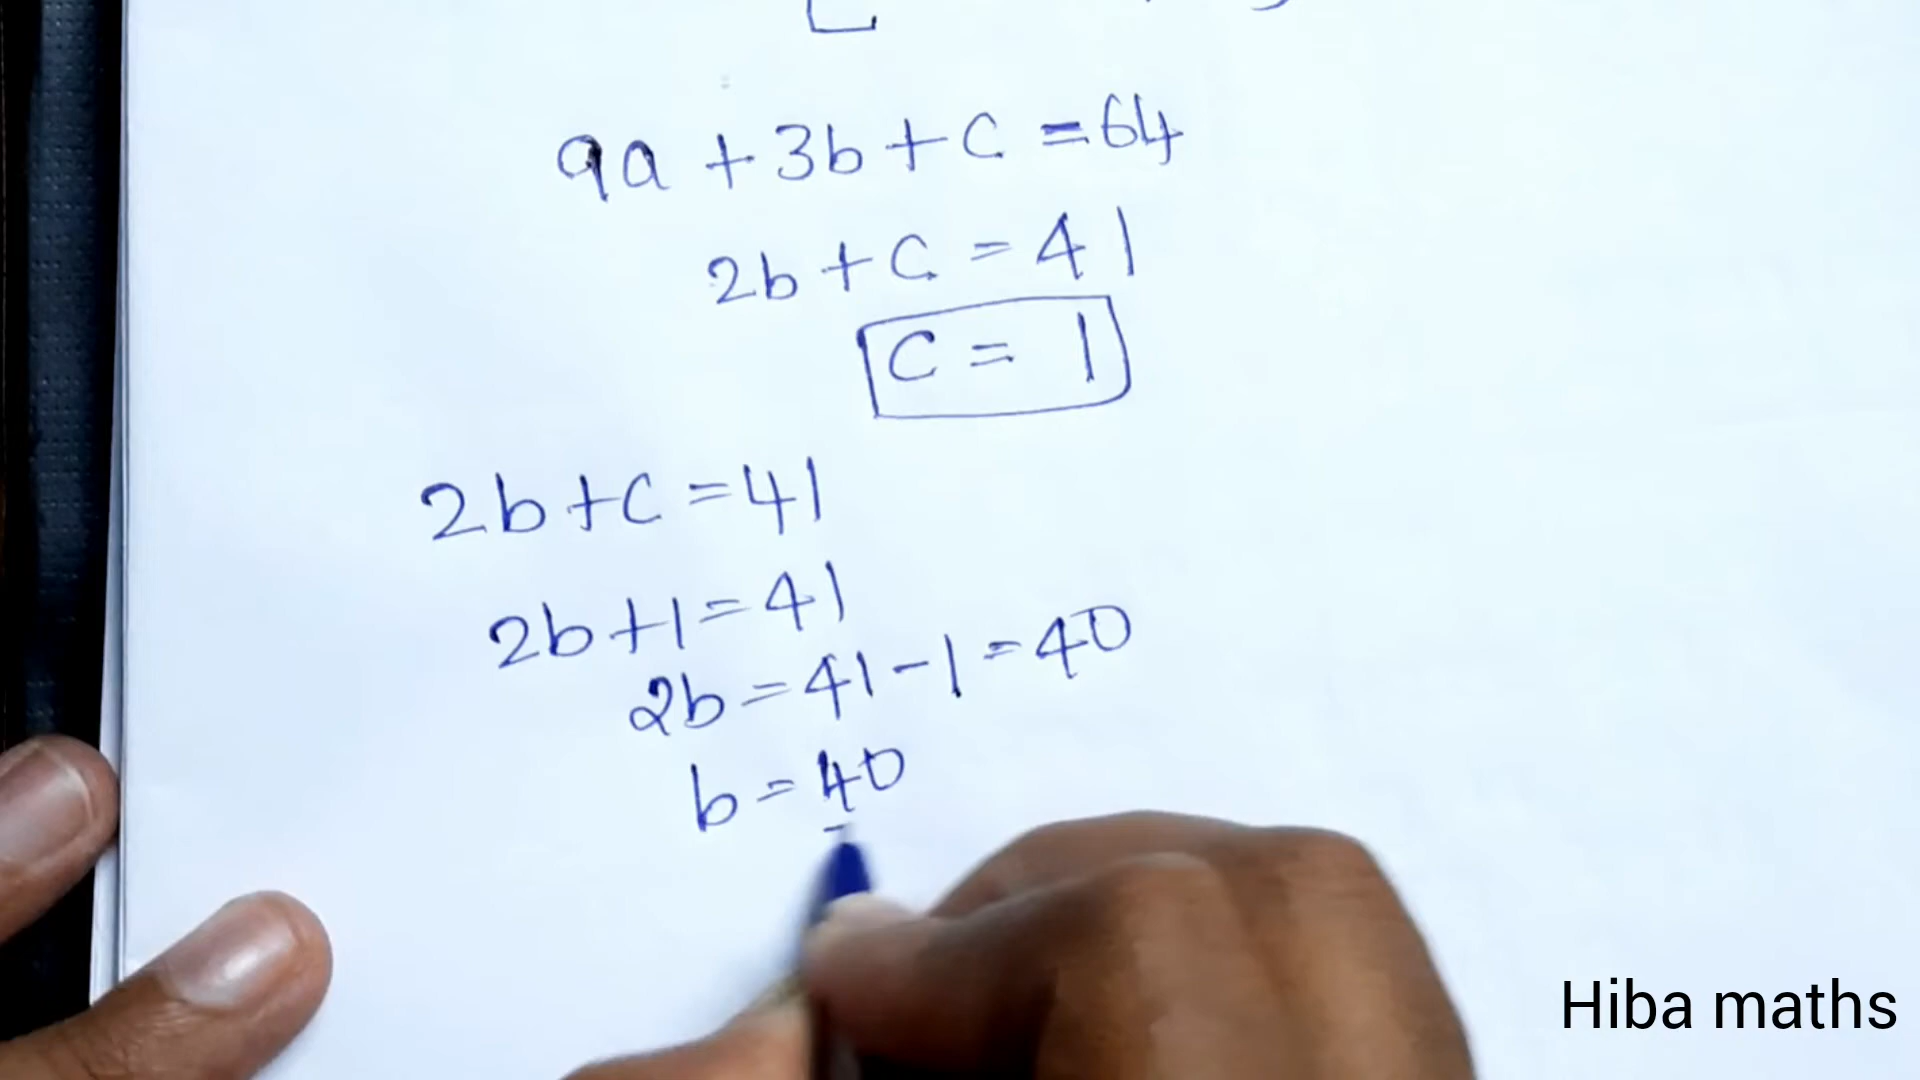 9a + 3b + c = 64
2b + c = 41
c = 1
2b + c = 41
2b + 1 = 41
2b = 41 - 1 = 40
b = 40
Hiba maths